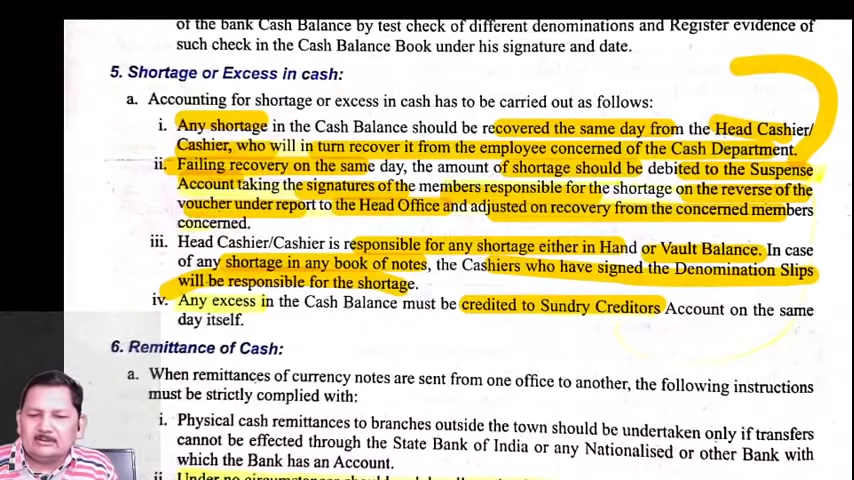 of the bank Cash Balance by test check of different denominations and Register evidence of
such check in the Cash Balance Book under his signature and date.
5. Shortage or Excess in cash:
a. Accounting for shortage or excess in cash has to be carried out as follows:
i. Any shortage in the Cash Balance should be recovered the same day from the Head Cashier/
Cashier, who will in turn recover it from the employee concerned of the Cash Department.
ii. Failing recovery on the same day, the amount of shortage should be debited to the Suspense
Account taking the signatures of the members responsible for the shortage on the reverse of the
voucher under report to the Head Office and adjusted on recovery from the concerned members
concerned.
iii. Head Cashier/Cashier is responsible for any shortage either in Hand or Vault Balance. In case
of any shortage in any book of notes, the Cashiers who have signed the Denomination Slips
will be responsible for the shortage.
iv. Any excess in the Cash Balance must be credited to Sundry Creditors Account on the same
day itself.
6. Remittance of Cash:
a. When remittances of currency notes are sent from one office to another, the following instructions
must be strictly complied with:
i. Physical cash remittances to branches outside the town should be undertaken only if transfers
cannot be effected through the State Bank of India or any Nationalised or other Bank with
which the Bank has an Account.
ii. Under no circumstances should